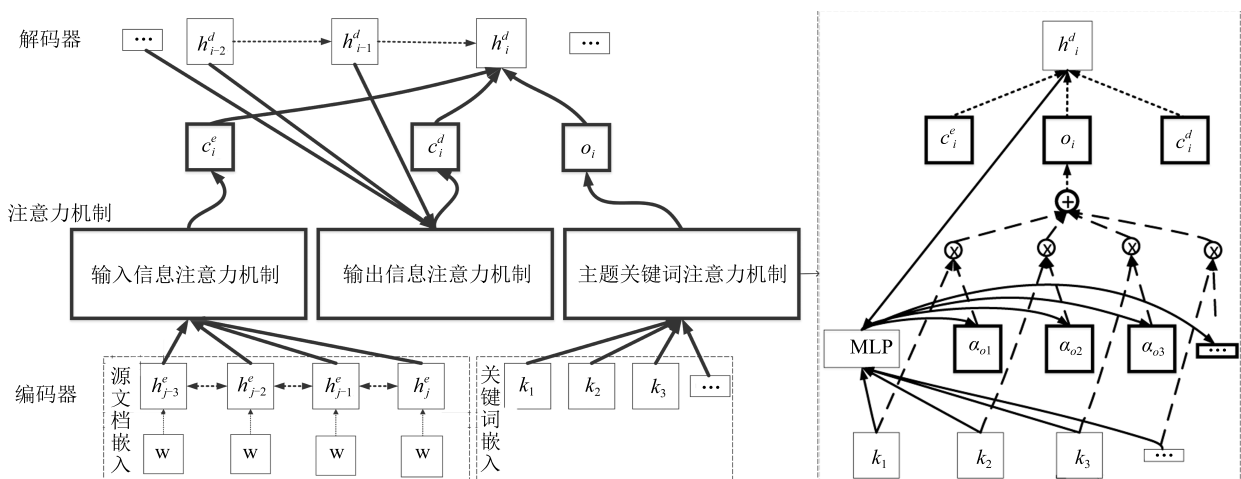 解码器
...
h^d_{i-2}
h^d_{i-1}
h^d_i
...
c^e_i
c^d_i
o_i
注意力机制
输入信息注意力机制
输出信息注意力机制
主题关键词注意力机制
编码器
源文档嵌入
h^e_{j-3}
h^e_{j-2}
h^e_{j-1}
h^e_j
w
w
w
w
关键词嵌入
k_1
k_2
k_3
...
h^d_i
c^e_i
o_i
c^d_i
+
x
x
x
x
MLP
α_{o1}
α_{o2}
α_{o3}
...
k_1
k_2
k_3
...